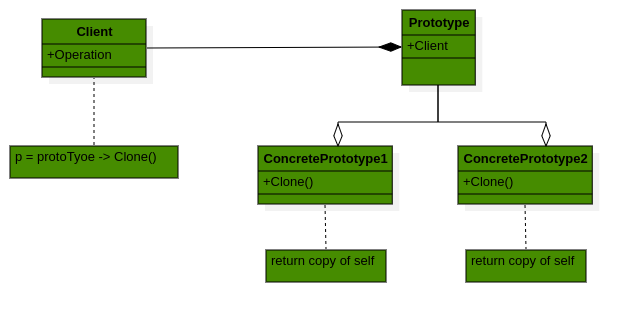 Client
+Operation
Prototype
+Client
p = protoTyoe -> Clone()
ConcretePrototype1
+Clone()
ConcretePrototype2
+Clone()
return copy of self
return copy of self